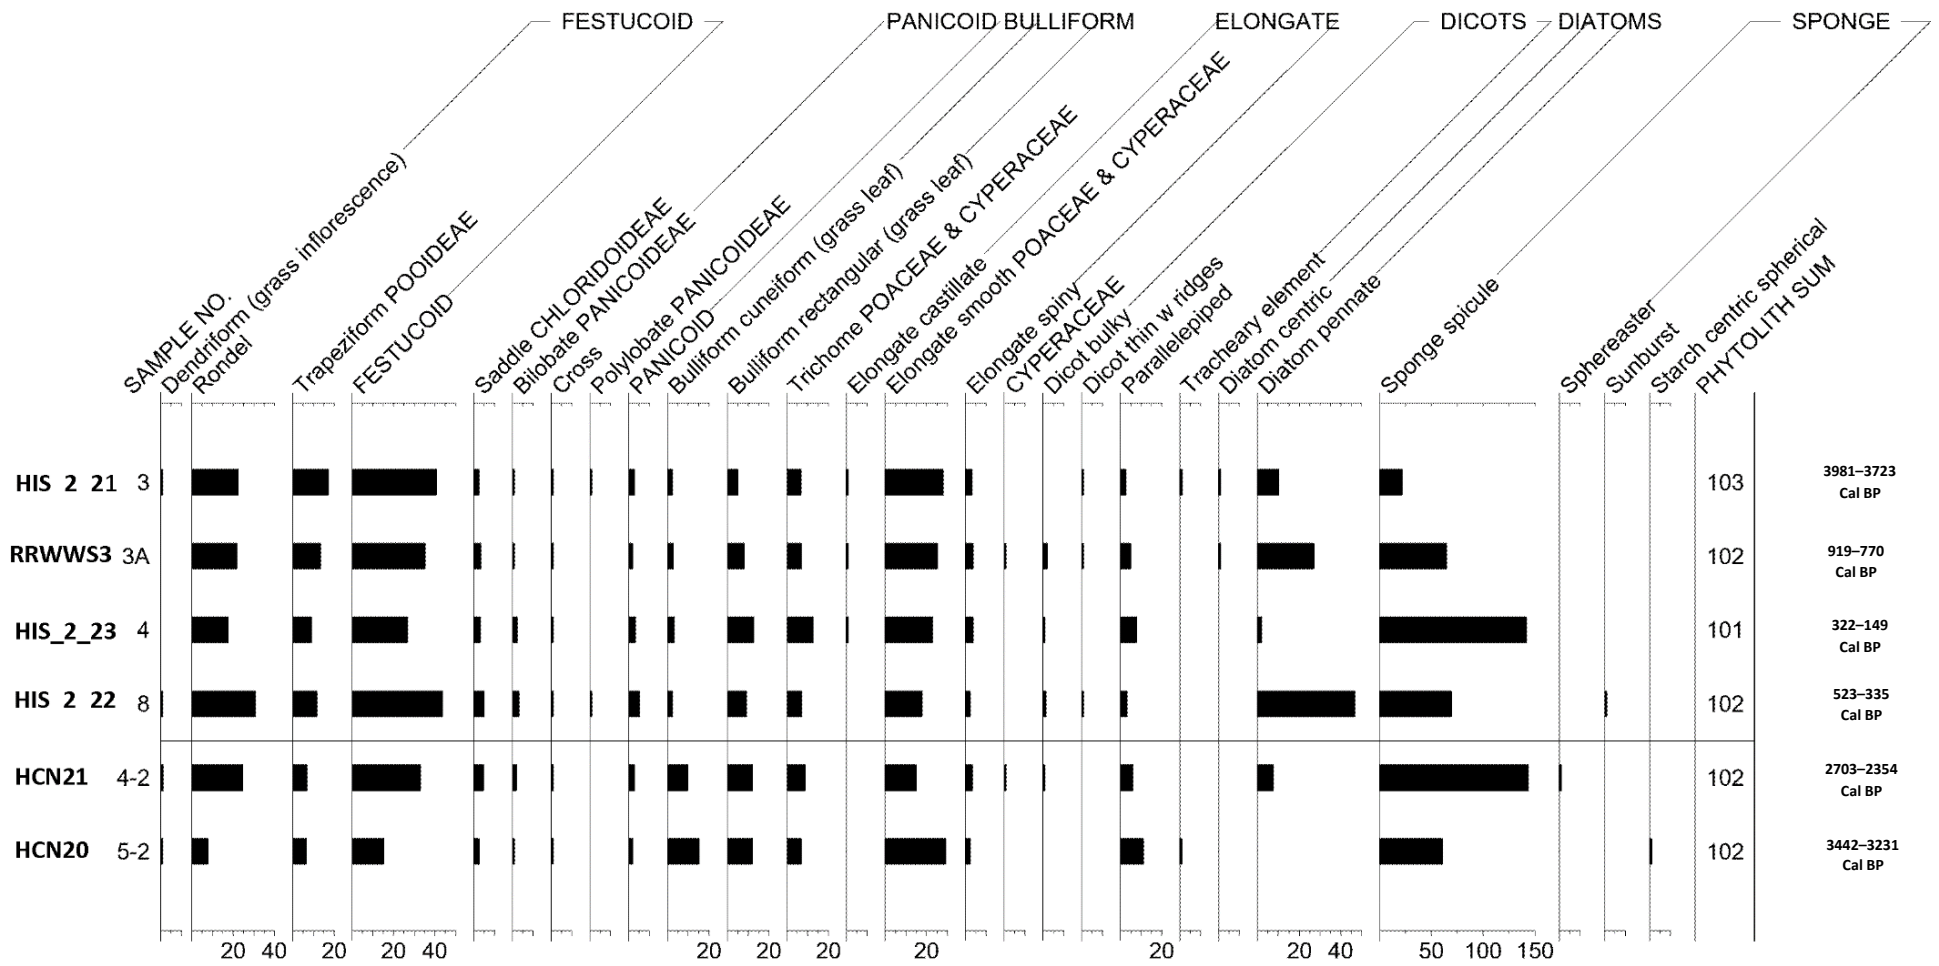 FESTUCOID PANICOID BULLIFORM ELONGATE DICOTS DIATOMS SPONGE
SAMPLE NO.
Dendriform (grass inflorescence)
Rondel
Trapeziform POOIDEAE
FESTUCOID
Saddle CHLORIDOIDEAE
Bilobate PANICOIDEAE
Cross
Polylobate PANICOIDEAE
PANICOID
Bulliform cuneiform (grass leaf)
Bulliform rectangular (grass leaf)
Trichome POACEAE & CYPERACEAE
Elongate castillate
Elongate smooth POACEAE & CYPERACEAE
Elongate spiny
CYPERACEAE
Dicot bulky
Dicot thin w ridges
Parallelepiped
Tracheary element
Diatom centric
Diatom pennate
Sponge spicule
Sphereaster
Sunburst
Starch centric spherical
PHYTOLITH SUM
HIS 2 21 3 103 3981–3723
Cal BP
RRWWS3 3A 102 919–770
Cal BP
HIS_2_23 4 101 322–149
Cal BP
HIS 2 22 8 102 523–335
Cal BP
HCN21 4-2 102 2703–2354
Cal BP
HCN20 5-2 102 3442–3231
Cal BP
20 40 20 20 40 20 20 20 20 20 20 40 50 100 150